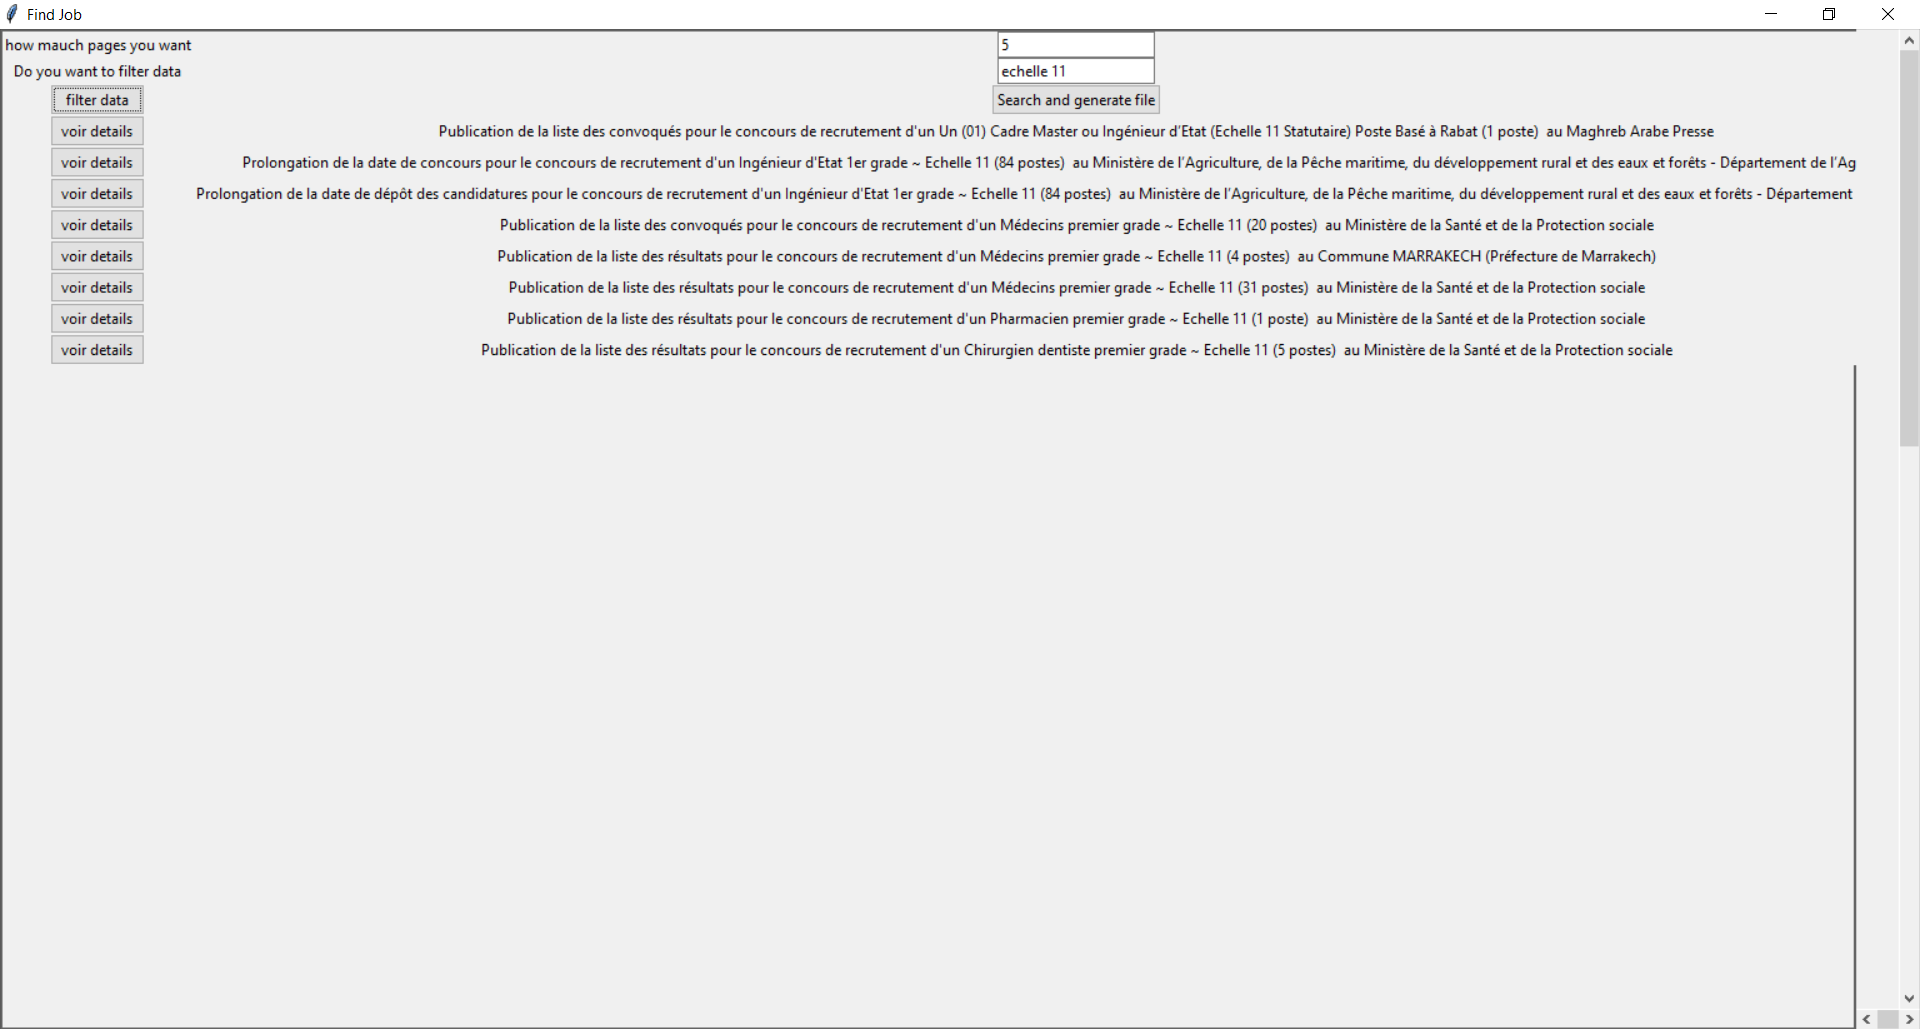 Find Job
how mauch pages you want 5
Do you want to filter data echelle 11
filter data Search and generate file
voir details Publication de la liste des convoqués pour le concours de recrutement d'un Un (01) Cadre Master ou Ingénieur d'Etat (Echelle 11 Statutaire) Poste Basé à Rabat (1 poste) au Maghreb Arabe Presse
voir details Prolongation de la date de concours pour le concours de recrutement d'un Ingénieur d'Etat 1er grade ~ Echelle 11 (84 postes) au Ministère de l'Agriculture, de la Pêche maritime, du développement rural et des eaux et forêts - Département de l'Ag
voir details Prolongation de la date de dépôt des candidatures pour le concours de recrutement d'un Ingénieur d'Etat 1er grade ~ Echelle 11 (84 postes) au Ministère de l'Agriculture, de la Pêche maritime, du développement rural et des eaux et forêts - Département
voir details Publication de la liste des convoqués pour le concours de recrutement d'un Médecins premier grade ~ Echelle 11 (20 postes) au Ministère de la Santé et de la Protection sociale
voir details Publication de la liste des résultats pour le concours de recrutement d'un Médecins premier grade ~ Echelle 11 (4 postes) au Commune MARRAKECH (Préfecture de Marrakech)
voir details Publication de la liste des résultats pour le concours de recrutement d'un Médecins premier grade ~ Echelle 11 (31 postes) au Ministère de la Santé et de la Protection sociale
voir details Publication de la liste des résultats pour le concours de recrutement d'un Pharmacien premier grade ~ Echelle 11 (1 poste) au Ministère de la Santé et de la Protection sociale
voir details Publication de la liste des résultats pour le concours de recrutement d'un Chirurgien dentiste premier grade ~ Echelle 11 (5 postes) au Ministère de la Santé et de la Protection sociale